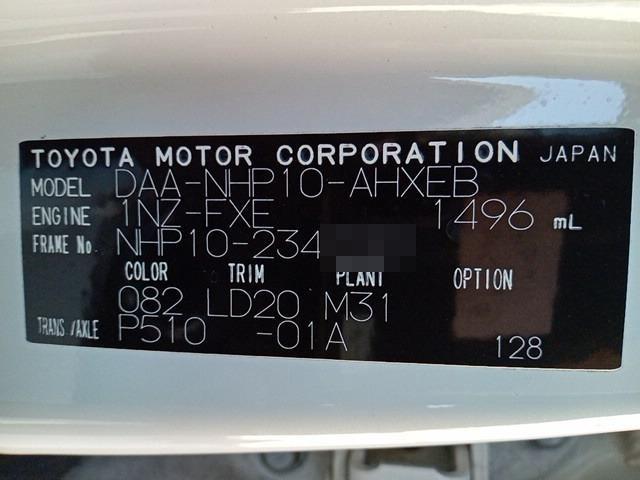 TOYOTA MOTOR CORPORATION JAPAN
MODEL DAA-NHP10-AHXEB
ENGINE 1NZ-FXE 1496 mL
FRAME No. NHP10-234
COLOR TRIM PLANT OPTION
082 LD20 M31
TRANS/AXLE P510 -01A
128